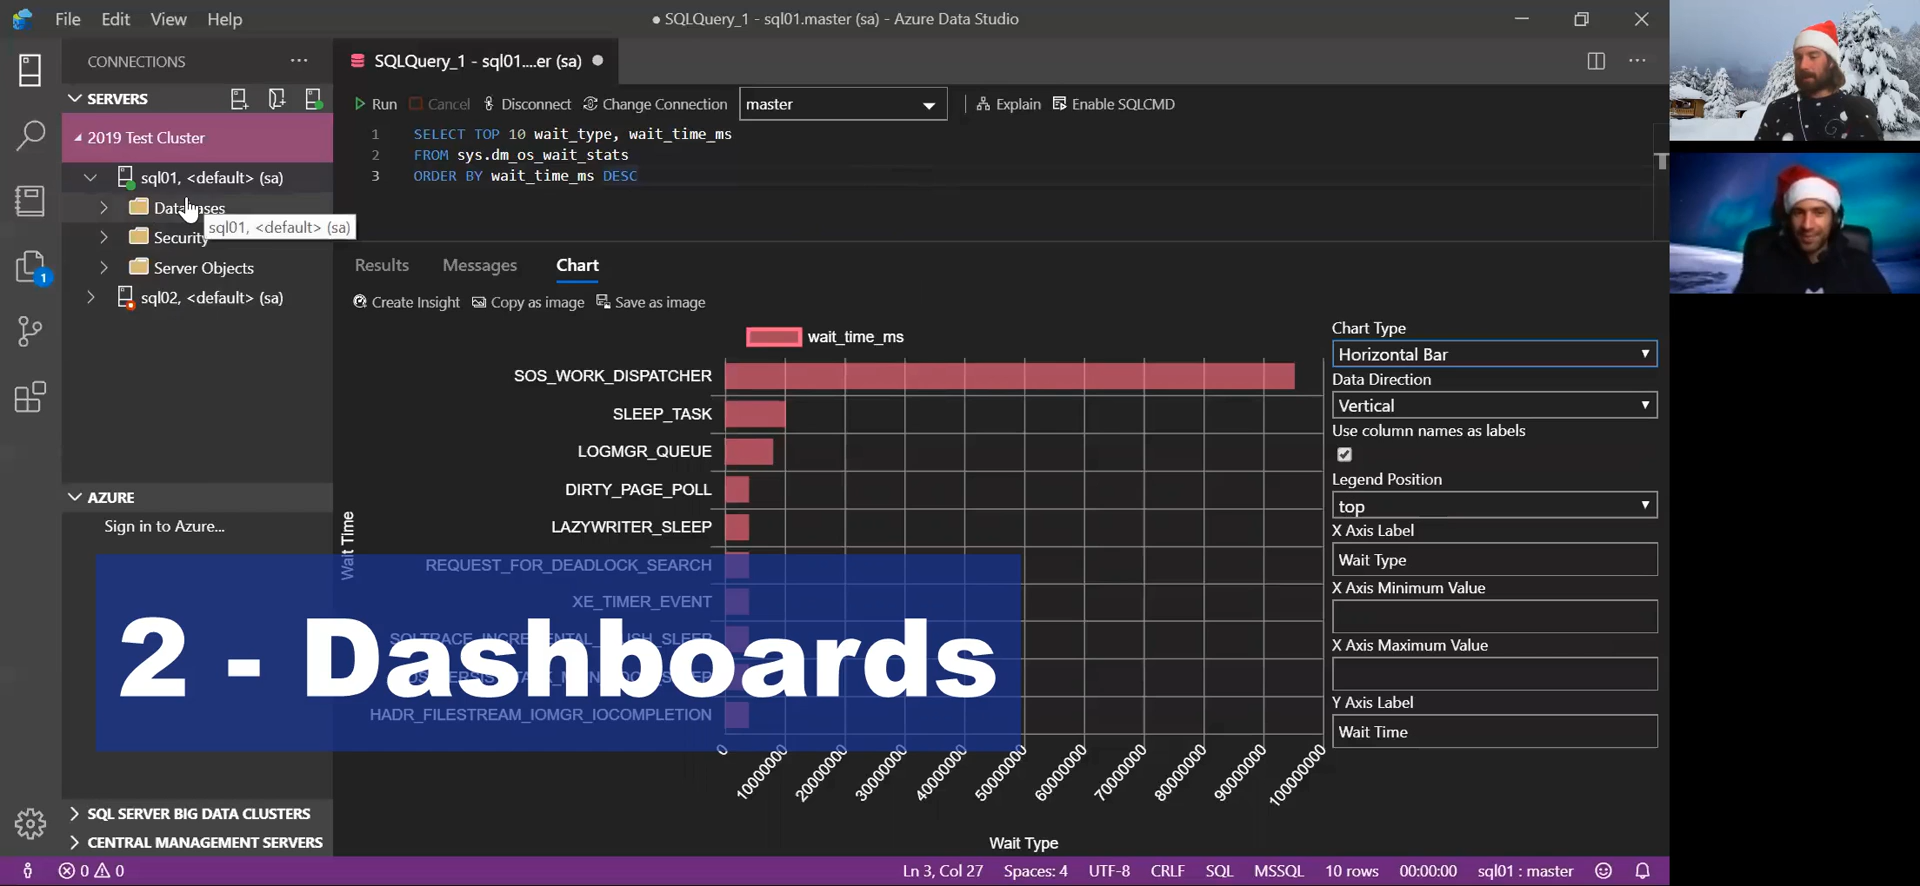 File Edit View Help
● SQLQuery_1 - sql01.master (sa) - Azure Data Studio
CONNECTIONS
SERVERS
2019 Test Cluster
sql01, <default> (sa)
Databases
sql01, <default> (sa)
Security
Server Objects
sql02, <default> (sa)
1
AZURE
Sign in to Azure...
SQL SERVER BIG DATA CLUSTERS
CENTRAL MANAGEMENT SERVERS
SQLQuery_1 - sql01....er (sa)
Run Cancel Disconnect Change Connection master Explain Enable SQLCMD
1 SELECT TOP 10 wait_type, wait_time_ms
2 FROM sys.dm_os_wait_stats
3 ORDER BY wait_time_ms DESC
Results Messages Chart
Create Insight Copy as image Save as image
wait_time_ms
SOS_WORK_DISPATCHER
SLEEP_TASK
LOGMGR_QUEUE
DIRTY_PAGE_POLL
LAZYWRITER_SLEEP
REQUEST_FOR_DEADLOCK_SEARCH
XE_TIMER_EVENT
HADR_FILESTREAM_IOMGR_IOCOMPLETION
Wait Time
0 10000000 20000000 30000000 40000000 50000000 60000000 70000000 80000000 90000000 100000000
Wait Type
2 - Dashboards
Chart Type
Horizontal Bar
Data Direction
Vertical
Use column names as labels
Legend Position
top
X Axis Label
Wait Type
X Axis Minimum Value
X Axis Maximum Value
Y Axis Label
Wait Time
0 0
Ln 3, Col 27 Spaces: 4 UTF-8 CRLF SQL MSSQL 10 rows 00:00:00 sql01 : master